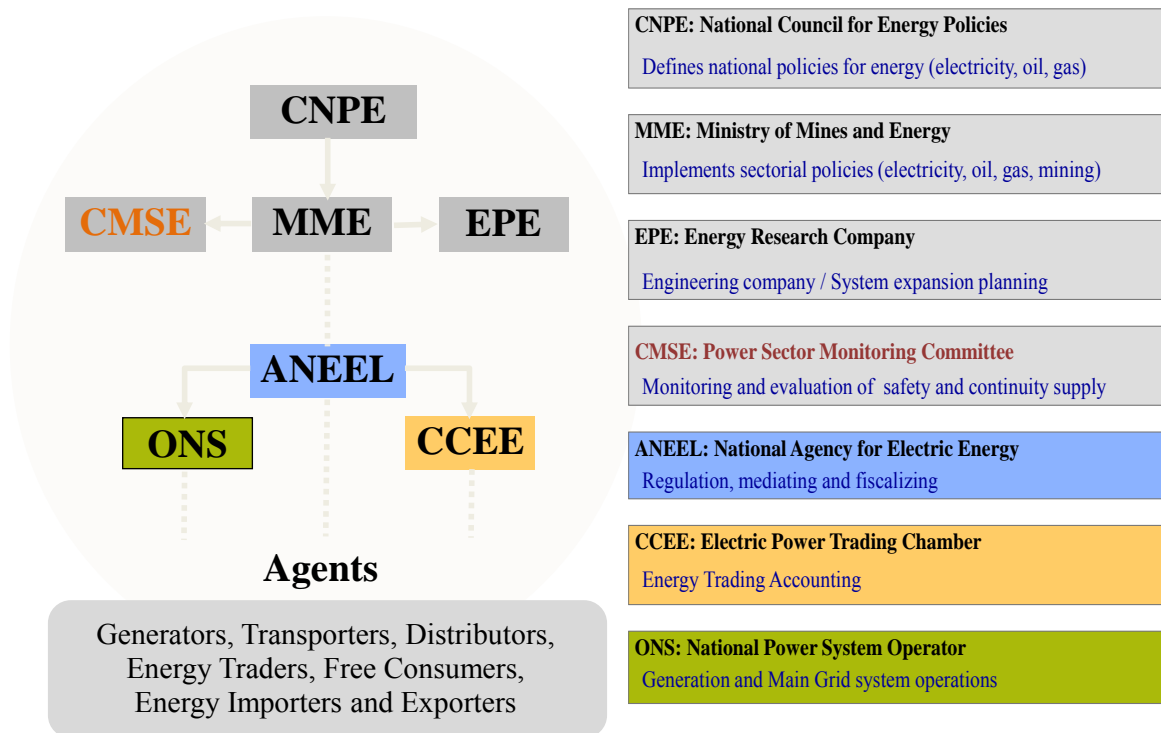 CNPE
CMSE
MME
EPE
ANEEL
ONS
CCEE
Agents
Generators, Transporters, Distributors,
Energy Traders, Free Consumers,
Energy Importers and Exporters
CNPE: National Council for Energy Policies
Defines national policies for energy (electricity, oil, gas)
MME: Ministry of Mines and Energy
Implements sectorial policies (electricity, oil, gas, mining)
EPE: Energy Research Company
Engineering company / System expansion planning
CMSE: Power Sector Monitoring Committee
Monitoring and evaluation of safety and continuity supply
ANEEL: National Agency for Electric Energy
Regulation, mediating and fiscalizing
CCEE: Electric Power Trading Chamber
Energy Trading Accounting
ONS: National Power System Operator
Generation and Main Grid system operations